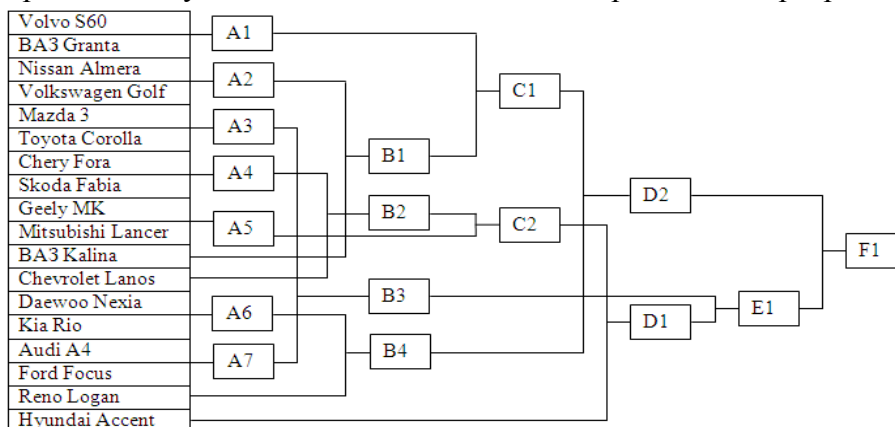 Volvo S60
BA3 Granta
Nissan Almera
Volkswagen Golf
Mazda 3
Toyota Corolla
Chery Fora
Skoda Fabia
Geely MK
Mitsubishi Lancer
BA3 Kalina
Chevrolet Lanos
Daewoo Nexia
Kia Rio
Audi A4
Ford Focus
Reno Logan
Hyundai Accent
A1
A2
A3
A4
A5
A6
A7
B1
B2
B3
B4
C1
C2
D2
D1
E1
F1